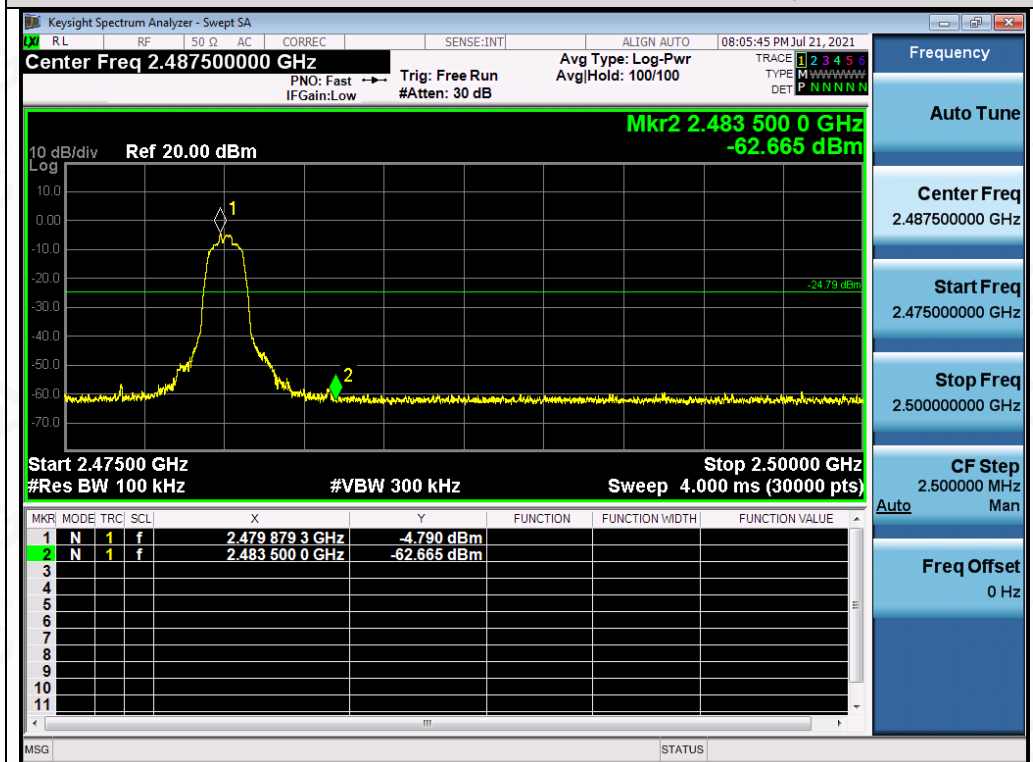 Keysight Spectrum Analyzer - Swept SA
LXI RL RF 50 Ω AC CORREC SENSE:INT ALIGN AUTO 08:05:45 PM Jul 21, 2021
Center Freq 2.487500000 GHz
PNO: Fast
IFGain:Low
Trig: Free Run
#Atten: 30 dB
Avg Type: Log-Pwr
Avg|Hold: 100/100
TRACE 1 2 3 4 5 6
TYPE M WWWWW
DET P N N N N N
Mkr2 2.483 500 0 GHz
-62.665 dBm
10 dB/div Ref 20.00 dBm
Log
10.0
0.00
-10.0
-20.0
-30.0
-40.0
-50.0
-60.0
-70.0
1
-24.79 dBm
2
Start 2.47500 GHz Stop 2.50000 GHz
#Res BW 100 kHz #VBW 300 kHz Sweep 4.000 ms (30000 pts)
MKR MODE TRC SCL X Y FUNCTION FUNCTION WIDTH FUNCTION VALUE
1 N 1 f 2.479 879 3 GHz -4.790 dBm
2 N 1 f 2.483 500 0 GHz -62.665 dBm
3
4
5
6
7
8
9
10
11
MSG STATUS
Frequency
Auto Tune
Center Freq
2.487500000 GHz
Start Freq
2.475000000 GHz
Stop Freq
2.500000000 GHz
CF Step
2.500000 MHz
Auto Man
Freq Offset
0 Hz